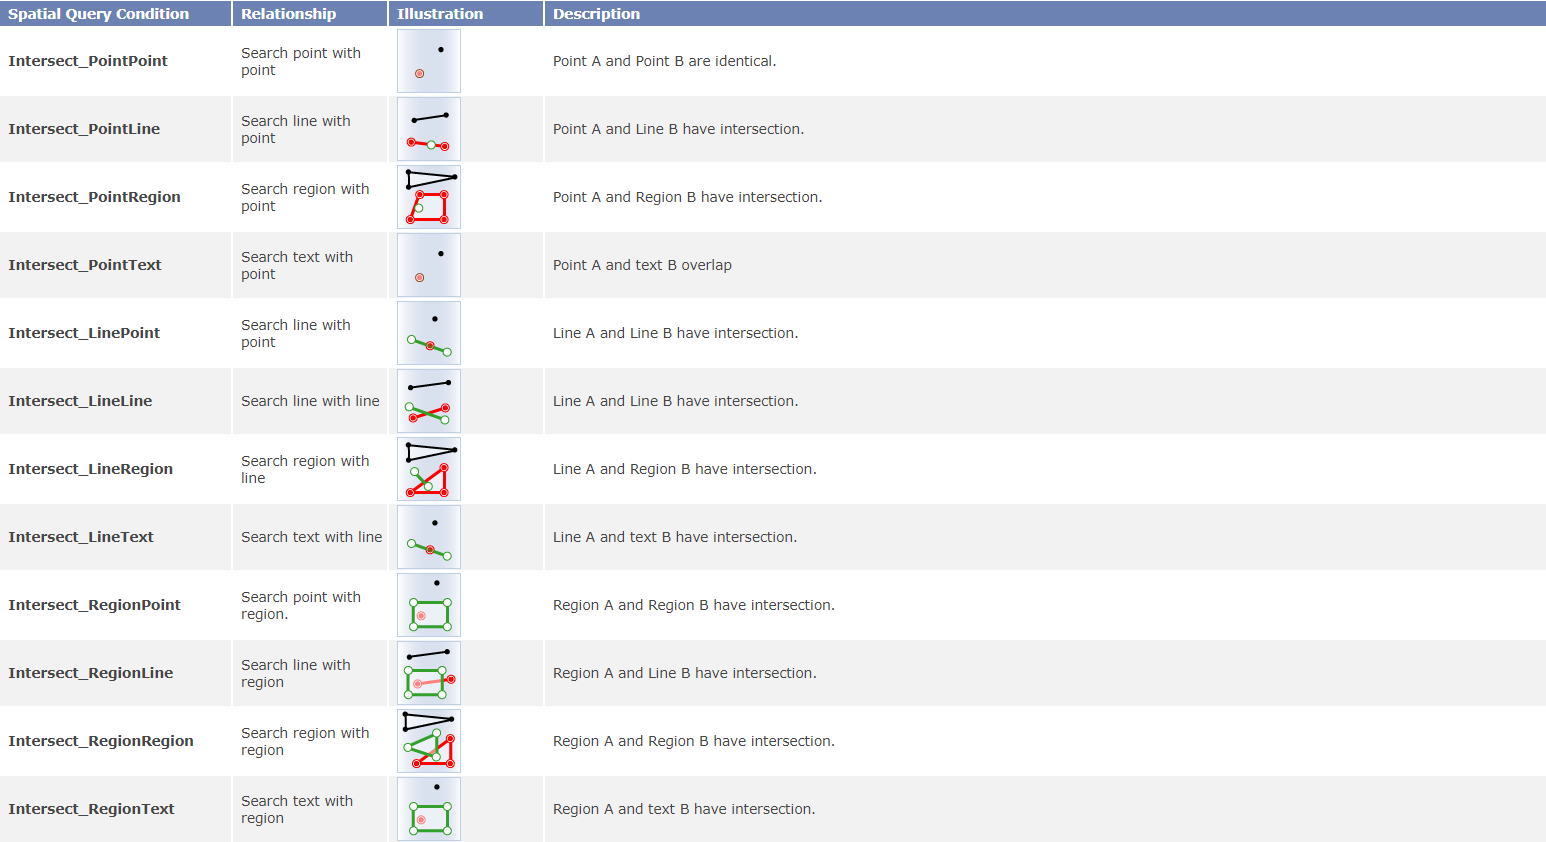 Spatial Query Condition Relationship Illustration Description
Intersect_PointPoint Search point with point Point A and Point B are identical.
Intersect_PointLine Search line with point Point A and Line B have intersection.
Intersect_PointRegion Search region with point Point A and Region B have intersection.
Intersect_PointText Search text with point Point A and text B overlap
Intersect_LinePoint Search line with point Line A and Line B have intersection.
Intersect_LineLine Search line with line Line A and Line B have intersection.
Intersect_LineRegion Search region with line Line A and Region B have intersection.
Intersect_LineText Search text with line Line A and text B have intersection.
Intersect_RegionPoint Search point with region. Region A and Region B have intersection.
Intersect_RegionLine Search line with region Region A and Line B have intersection.
Intersect_RegionRegion Search region with region Region A and Region B have intersection.
Intersect_RegionText Search text with region Region A and text B have intersection.